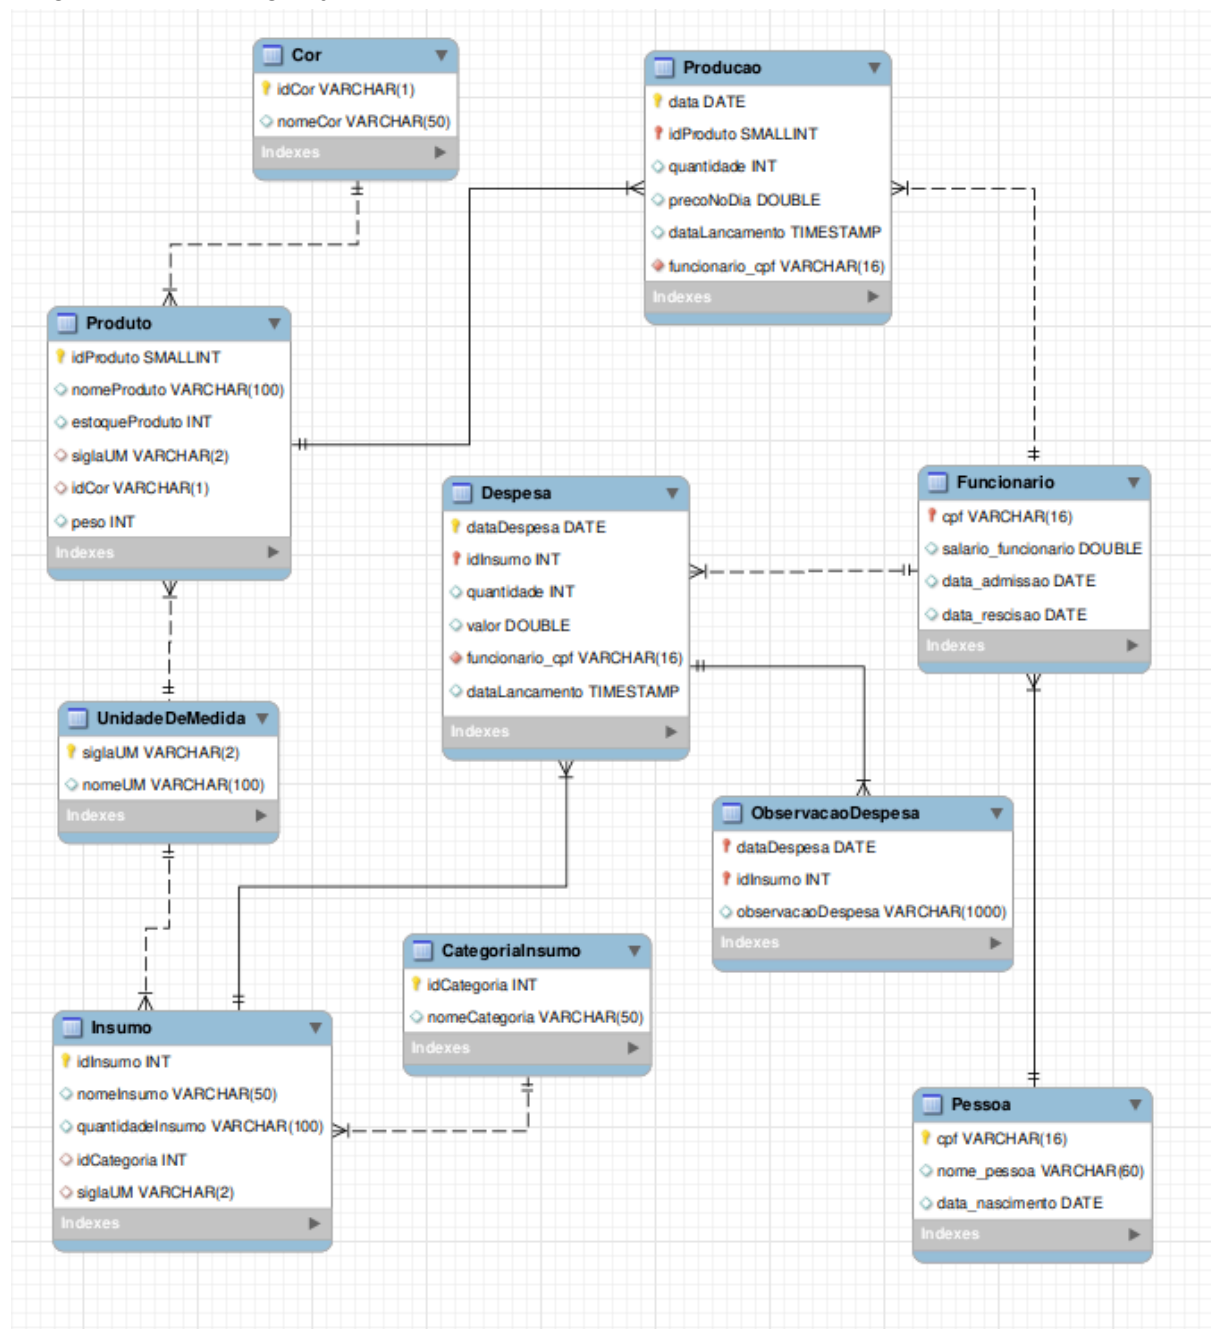 Cor
idCor VARCHAR(1)
nomeCor VARCHAR(50)
Indexes
Producao
data DATE
idProduto SMALLINT
quantidade INT
precoNoDia DOUBLE
dataLancamento TIMESTAMP
funcionario_cpf VARCHAR(16)
Indexes
Produto
idProduto SMALLINT
nomeProduto VARCHAR(100)
estoqueProduto INT
siglaUM VARCHAR(2)
idCor VARCHAR(1)
peso INT
Indexes
Despesa
dataDespesa DATE
idInsumo INT
quantidade INT
valor DOUBLE
funcionario_cpf VARCHAR(16)
dataLancamento TIMESTAMP
Indexes
Funcionario
cpf VARCHAR(16)
salario_funcionario DOUBLE
data_admissao DATE
data_rescisao DATE
Indexes
UnidadeDeMedida
siglaUM VARCHAR(2)
nomeUM VARCHAR(100)
Indexes
ObservacaoDespesa
dataDespesa DATE
idInsumo INT
observacaoDespesa VARCHAR(1000)
Indexes
CategoriaInsumo
idCategoria INT
nomeCategoria VARCHAR(50)
Indexes
Insumo
idInsumo INT
nomeInsumo VARCHAR(50)
quantidadeInsumo VARCHAR(100)
idCategoria INT
siglaUM VARCHAR(2)
Indexes
Pessoa
cpf VARCHAR(16)
nome_pessoa VARCHAR(60)
data_nascimento DATE
Indexes